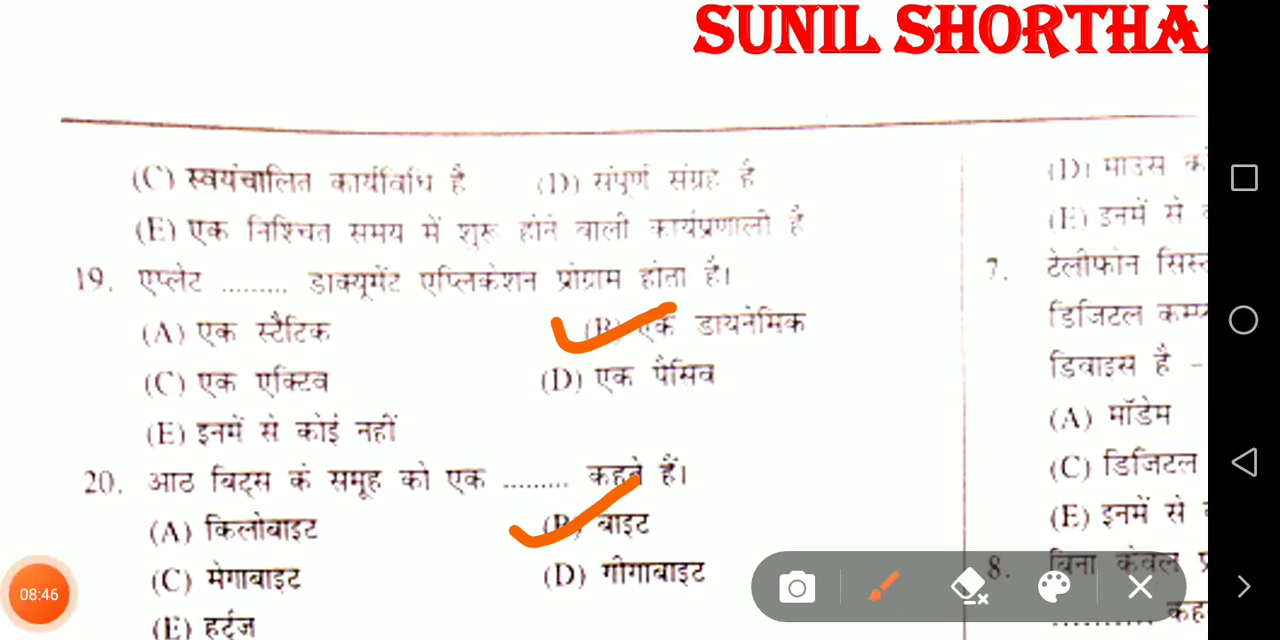 SUNIL SHORTHA
(C) स्वयंचालित कार्यविधि है (D) संपूर्ण संग्रह है
(E) एक निश्चित समय में शुरू होने वाली कार्यप्रणाली है
19. एप्लेट ......... डाक्यूमेंट एप्लिकेशन प्रोग्राम होता है।
(A) एक स्टैटिक (B) एक डायनेमिक
(C) एक एक्टिव (D) एक पैसिव
(E) इनमें से कोई नहीं
20. आठ बिट्स के समूह को एक ......... कहते हैं।
(A) किलोबाइट (B) बाइट
(C) मेगाबाइट (D) गीगाबाइट
(E) हर्ट्ज
(D) माउस
(E) इनमें से
7. टेलीफोन
डिजिटल
डिवाइस है -
(A) मॉडेम
(C) डिजिटल
(E) इनमें से
8. बिना केवल
.........
08:46